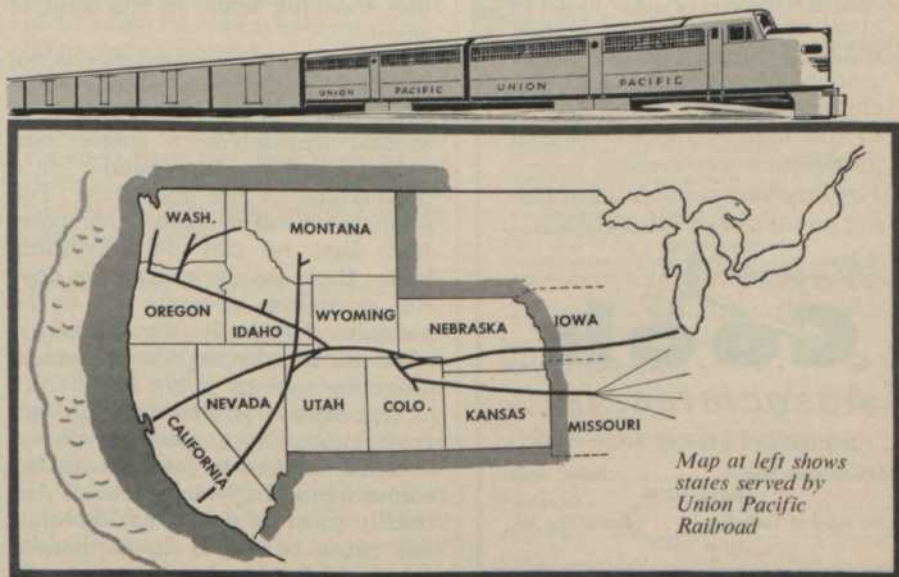 UNION PACIFIC UNION PACIFIC
WASH.
MONTANA
OREGON
IDAHO
WYOMING
NEBRASKA
IOWA
NEVADA
UTAH
COLO.
KANSAS
MISSOURI
CALIFORNIA
Map at left shows
states served by
Union Pacific
Railroad